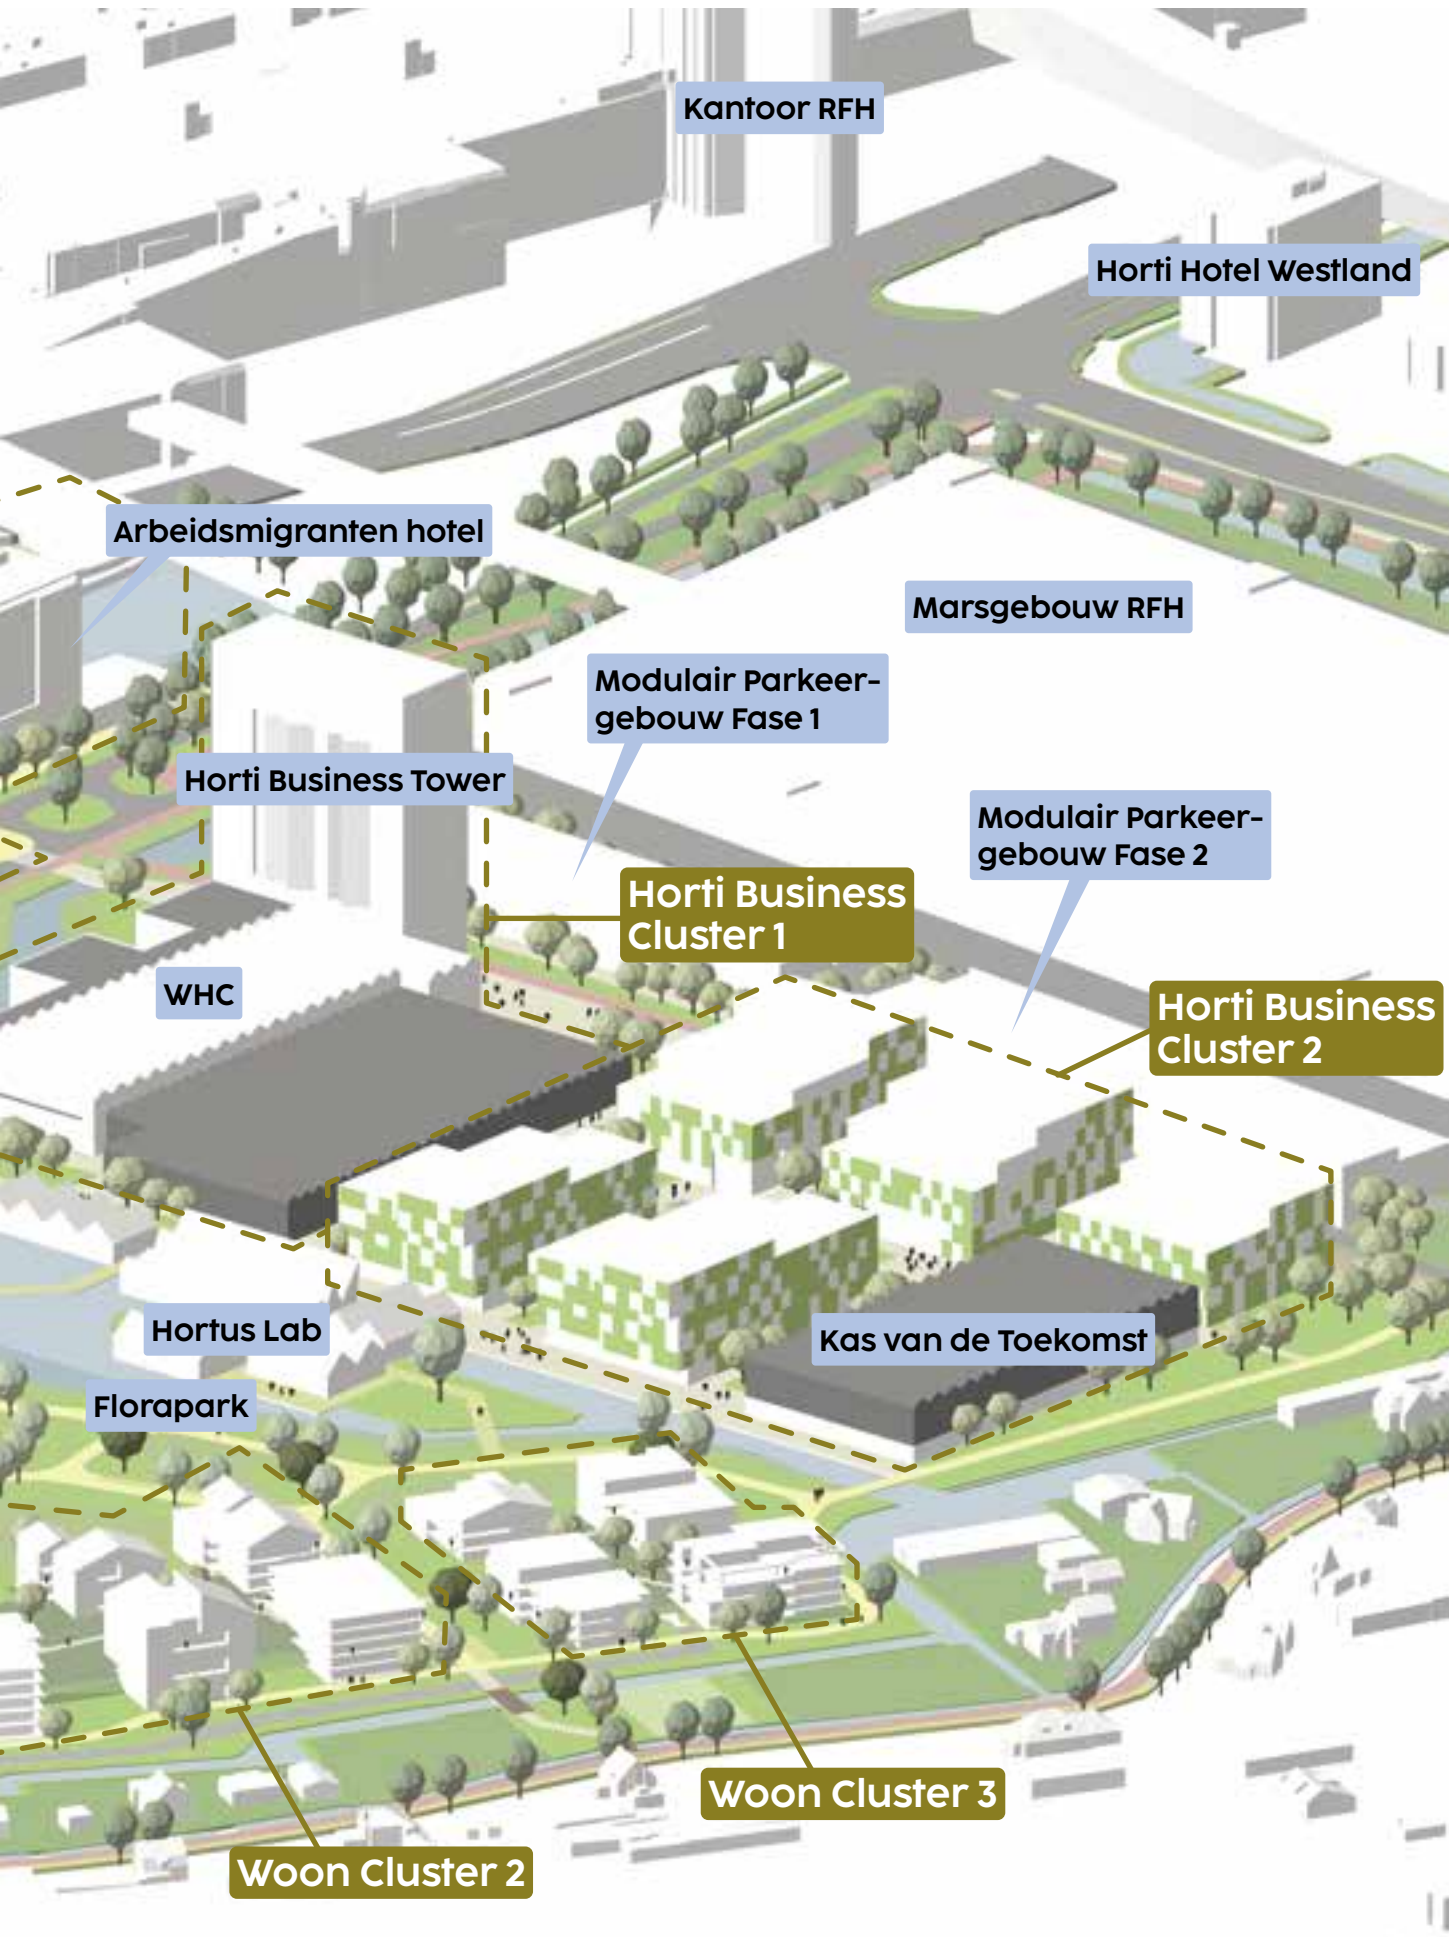 Kantoor RFH
Horti Hotel Westland
Arbeidsmigranten hotel
Marsgebouw RFH
Modulair Parkeer-
gebouw Fase 1
Horti Business Tower
Modulair Parkeer-
gebouw Fase 2
Horti Business
Cluster 1
WHC
Horti Business
Cluster 2
Hortus Lab
Kas van de Toekomst
Florapark
Woon Cluster 3
Woon Cluster 2